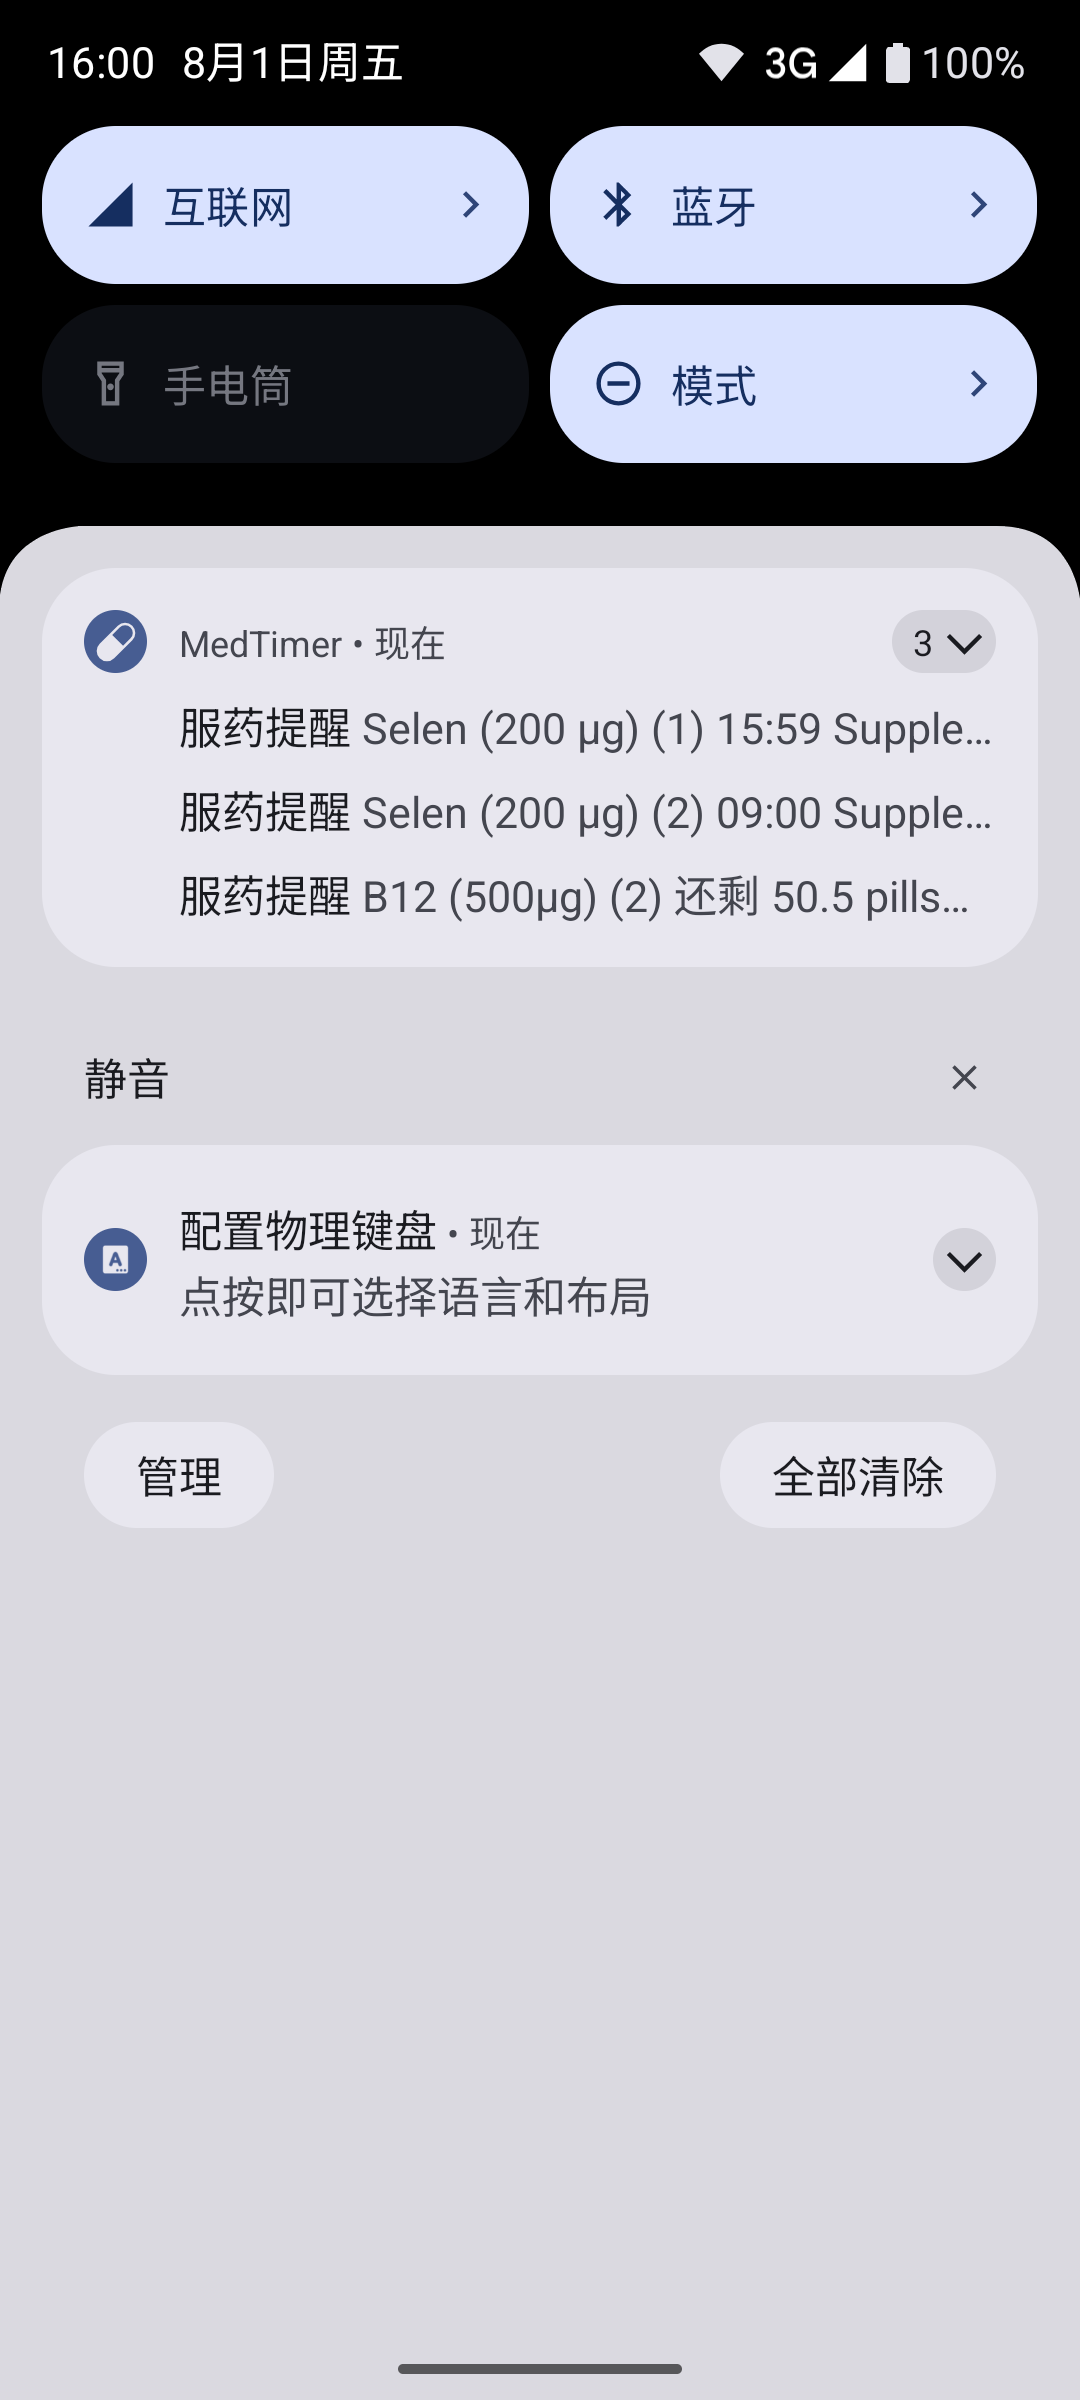 16:00 8月1日周五 3G 100%
互联网
蓝牙
手电筒
模式
MedTimer • 现在 3
服药提醒 Selen (200 µg) (1) 15:59 Supple…
服药提醒 Selen (200 µg) (2) 09:00 Supple…
服药提醒 B12 (500µg) (2) 还剩 50.5 pills…
静音
配置物理键盘 • 现在
点按即可选择语言和布局
管理
全部清除